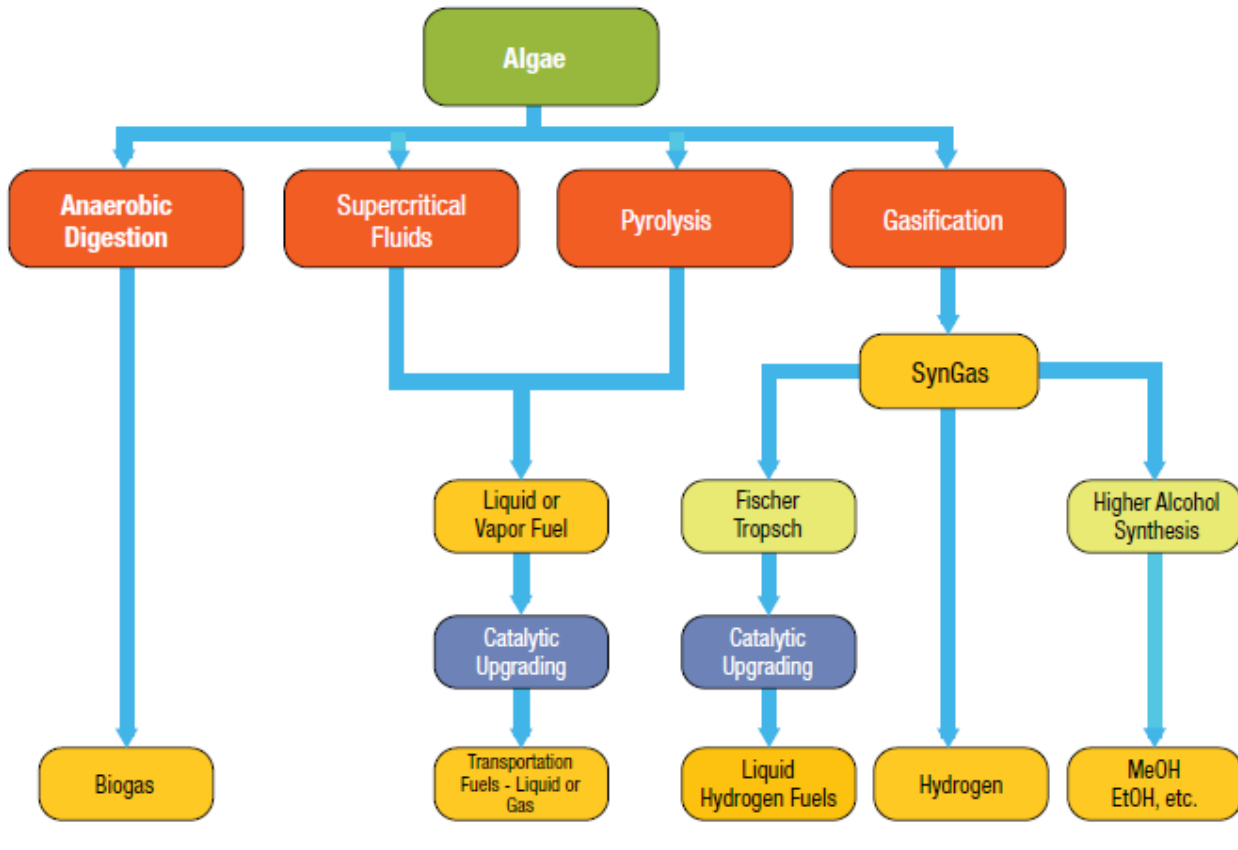 Algae
Anaerobic
Digestion
Supercritical
Fluids
Pyrolysis
Gasification
SynGas
Liquid or
Vapor Fuel
Fischer
Tropsch
Higher Alcohol
Synthesis
Catalytic
Upgrading
Catalytic
Upgrading
Biogas
Transportation
Fuels - Liquid or
Gas
Liquid
Hydrogen Fuels
Hydrogen
MeOH
EtOH, etc.